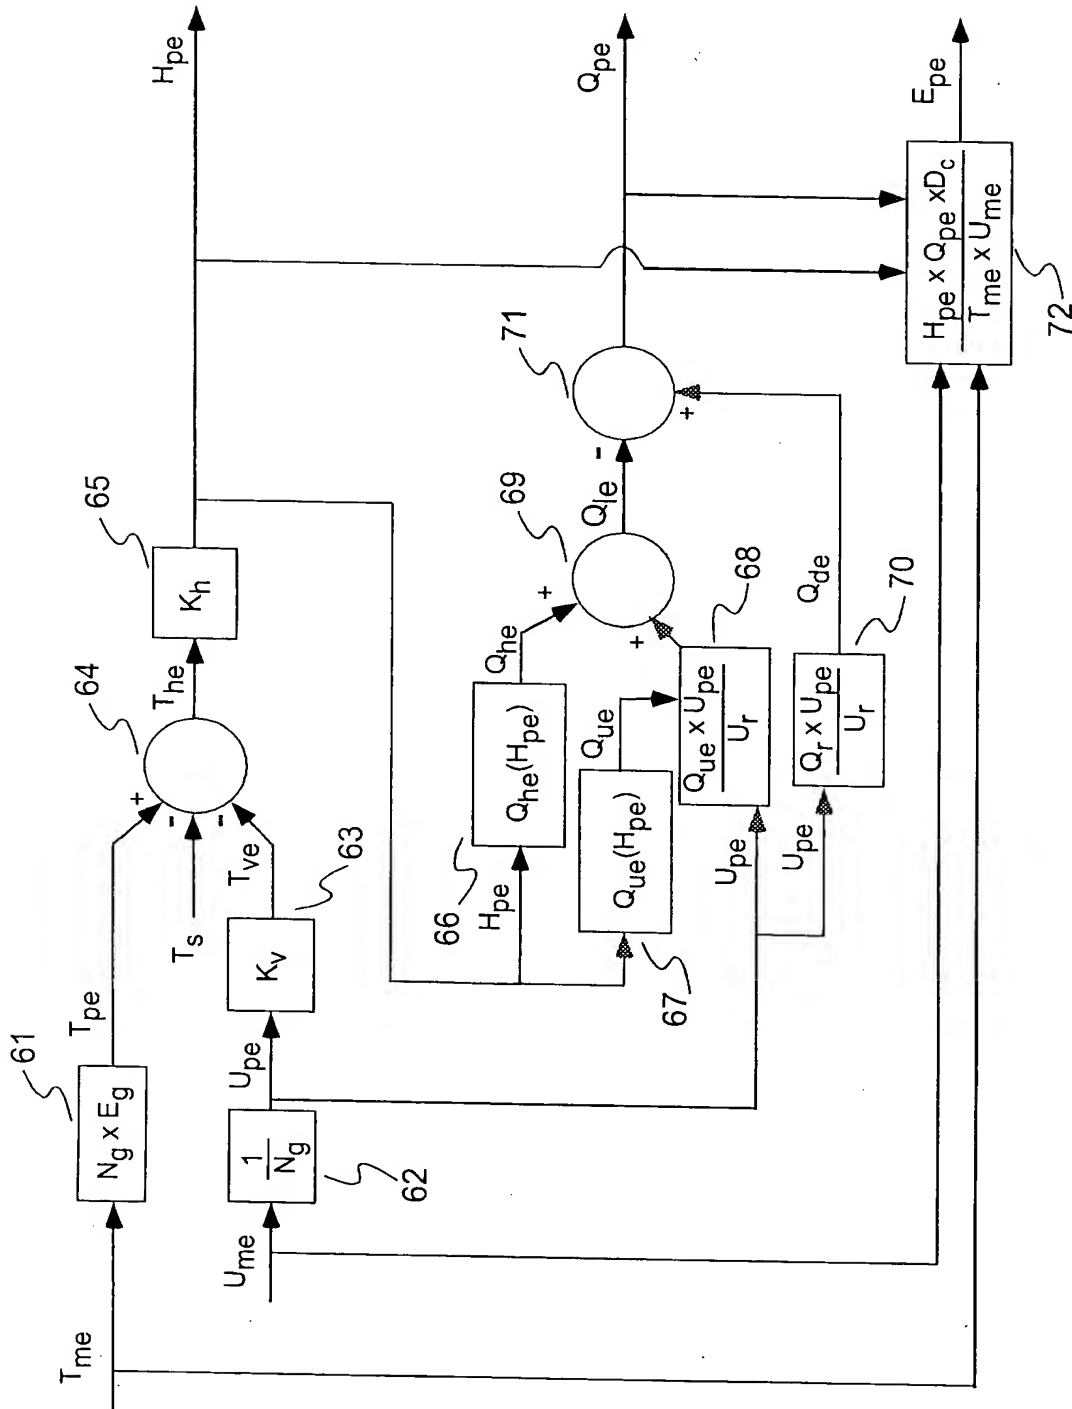 T_me
61
N_g x E_g
T_pe
64
+
-
-
T_s
T_he
65
K_h
H_pe
U_me
1
N_g
62
U_pe
K_v
63
T_ve
H_pe
66
Q_he(H_pe)
Q_he
+
69
+
Q_le
-
71
+
Q_pe
67
Q_ue(H_pe)
Q_ue
U_pe
Q_ue x U_pe
U_r
68
U_pe
Q_r x U_pe
U_r
70
Q_de
H_pe x Q_pe x D_c
T_me x U_me
72
E_pe